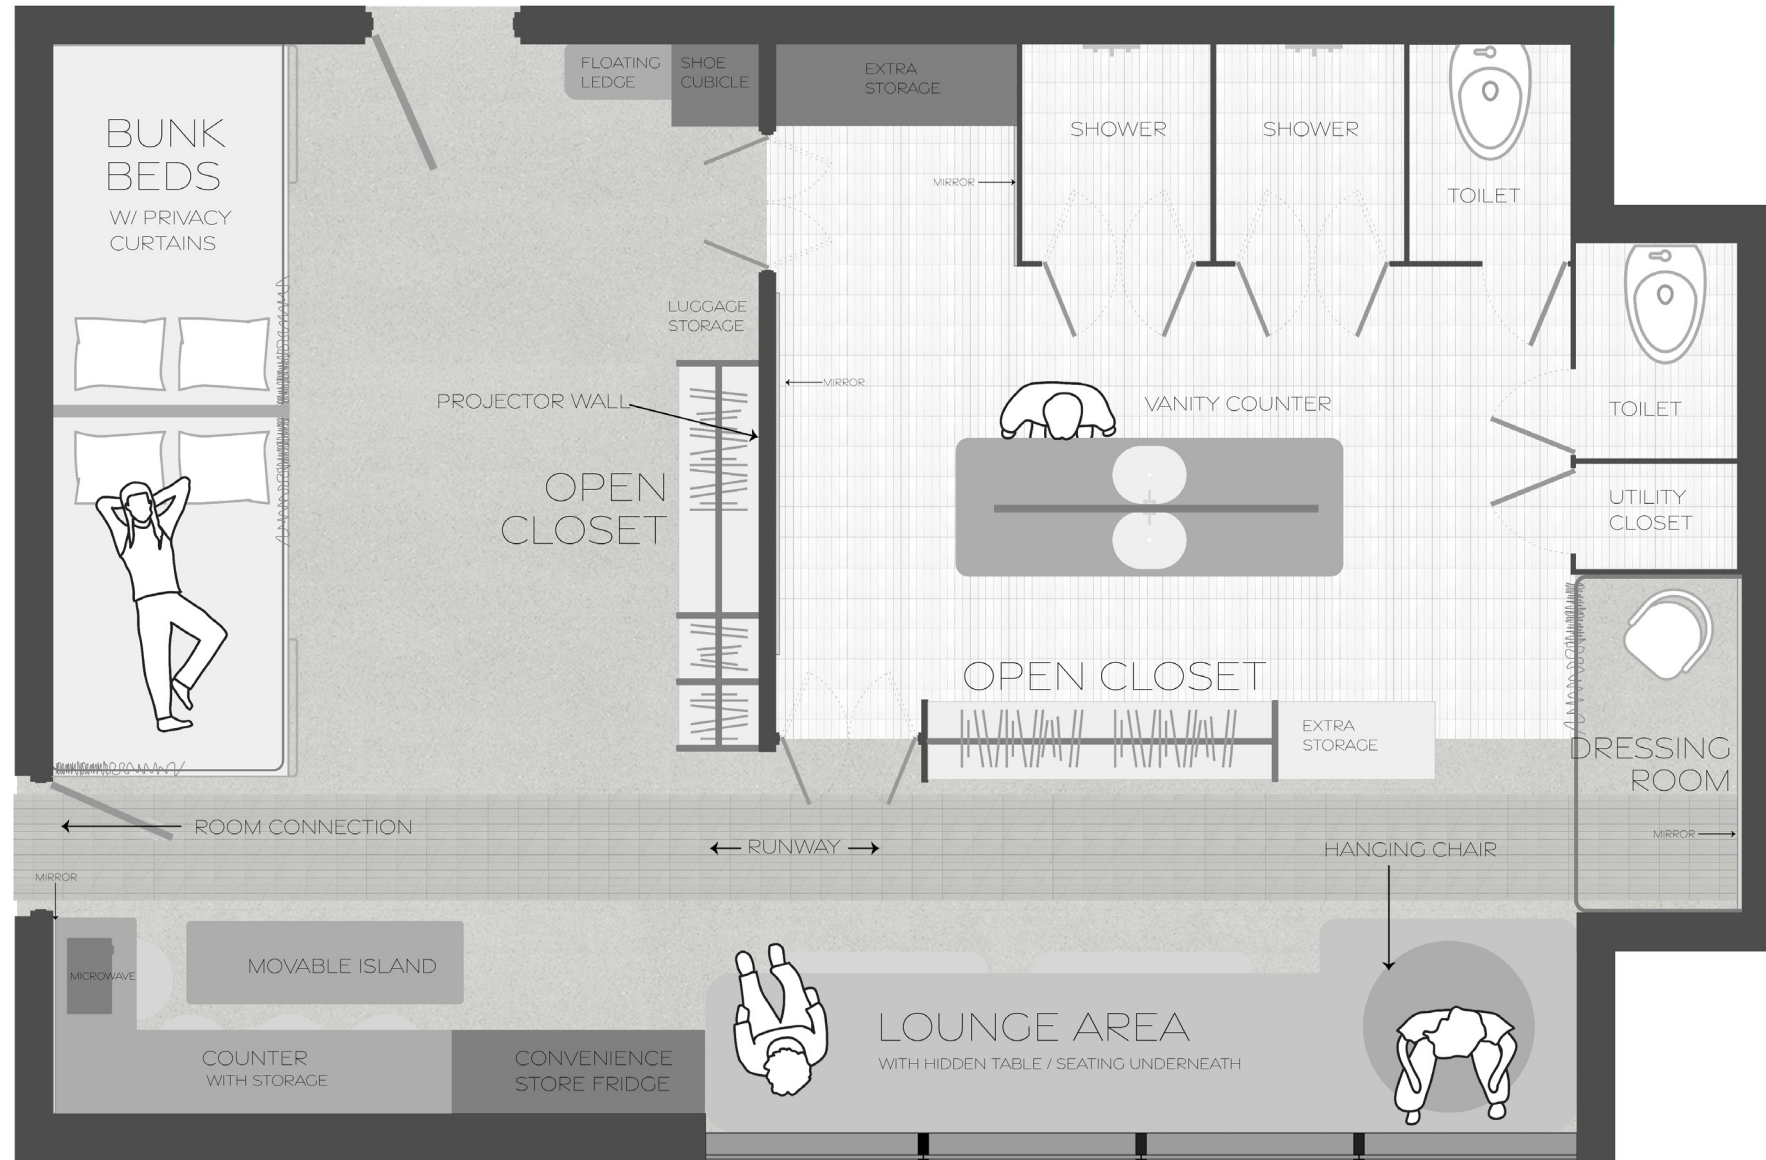 FLOATING
LEDGE
SHOE
CUBICLE
EXTRA
STORAGE
BUNK
BEDS
W/ PRIVACY
CURTAINS
SHOWER
SHOWER
MIRROR
TOILET
LUGGAGE
STORAGE
MIRROR
PROJECTOR WALL
VANITY COUNTER
TOILET
OPEN
CLOSET
UTILITY
CLOSET
OPEN CLOSET
EXTRA
STORAGE
DRESSING
ROOM
ROOM CONNECTION
RUNWAY
HANGING CHAIR
MIRROR
MIRROR
MICROWAVE
MOVABLE ISLAND
LOUNGE AREA
WITH HIDDEN TABLE / SEATING UNDERNEATH
COUNTER
WITH STORAGE
CONVENIENCE
STORE FRIDGE